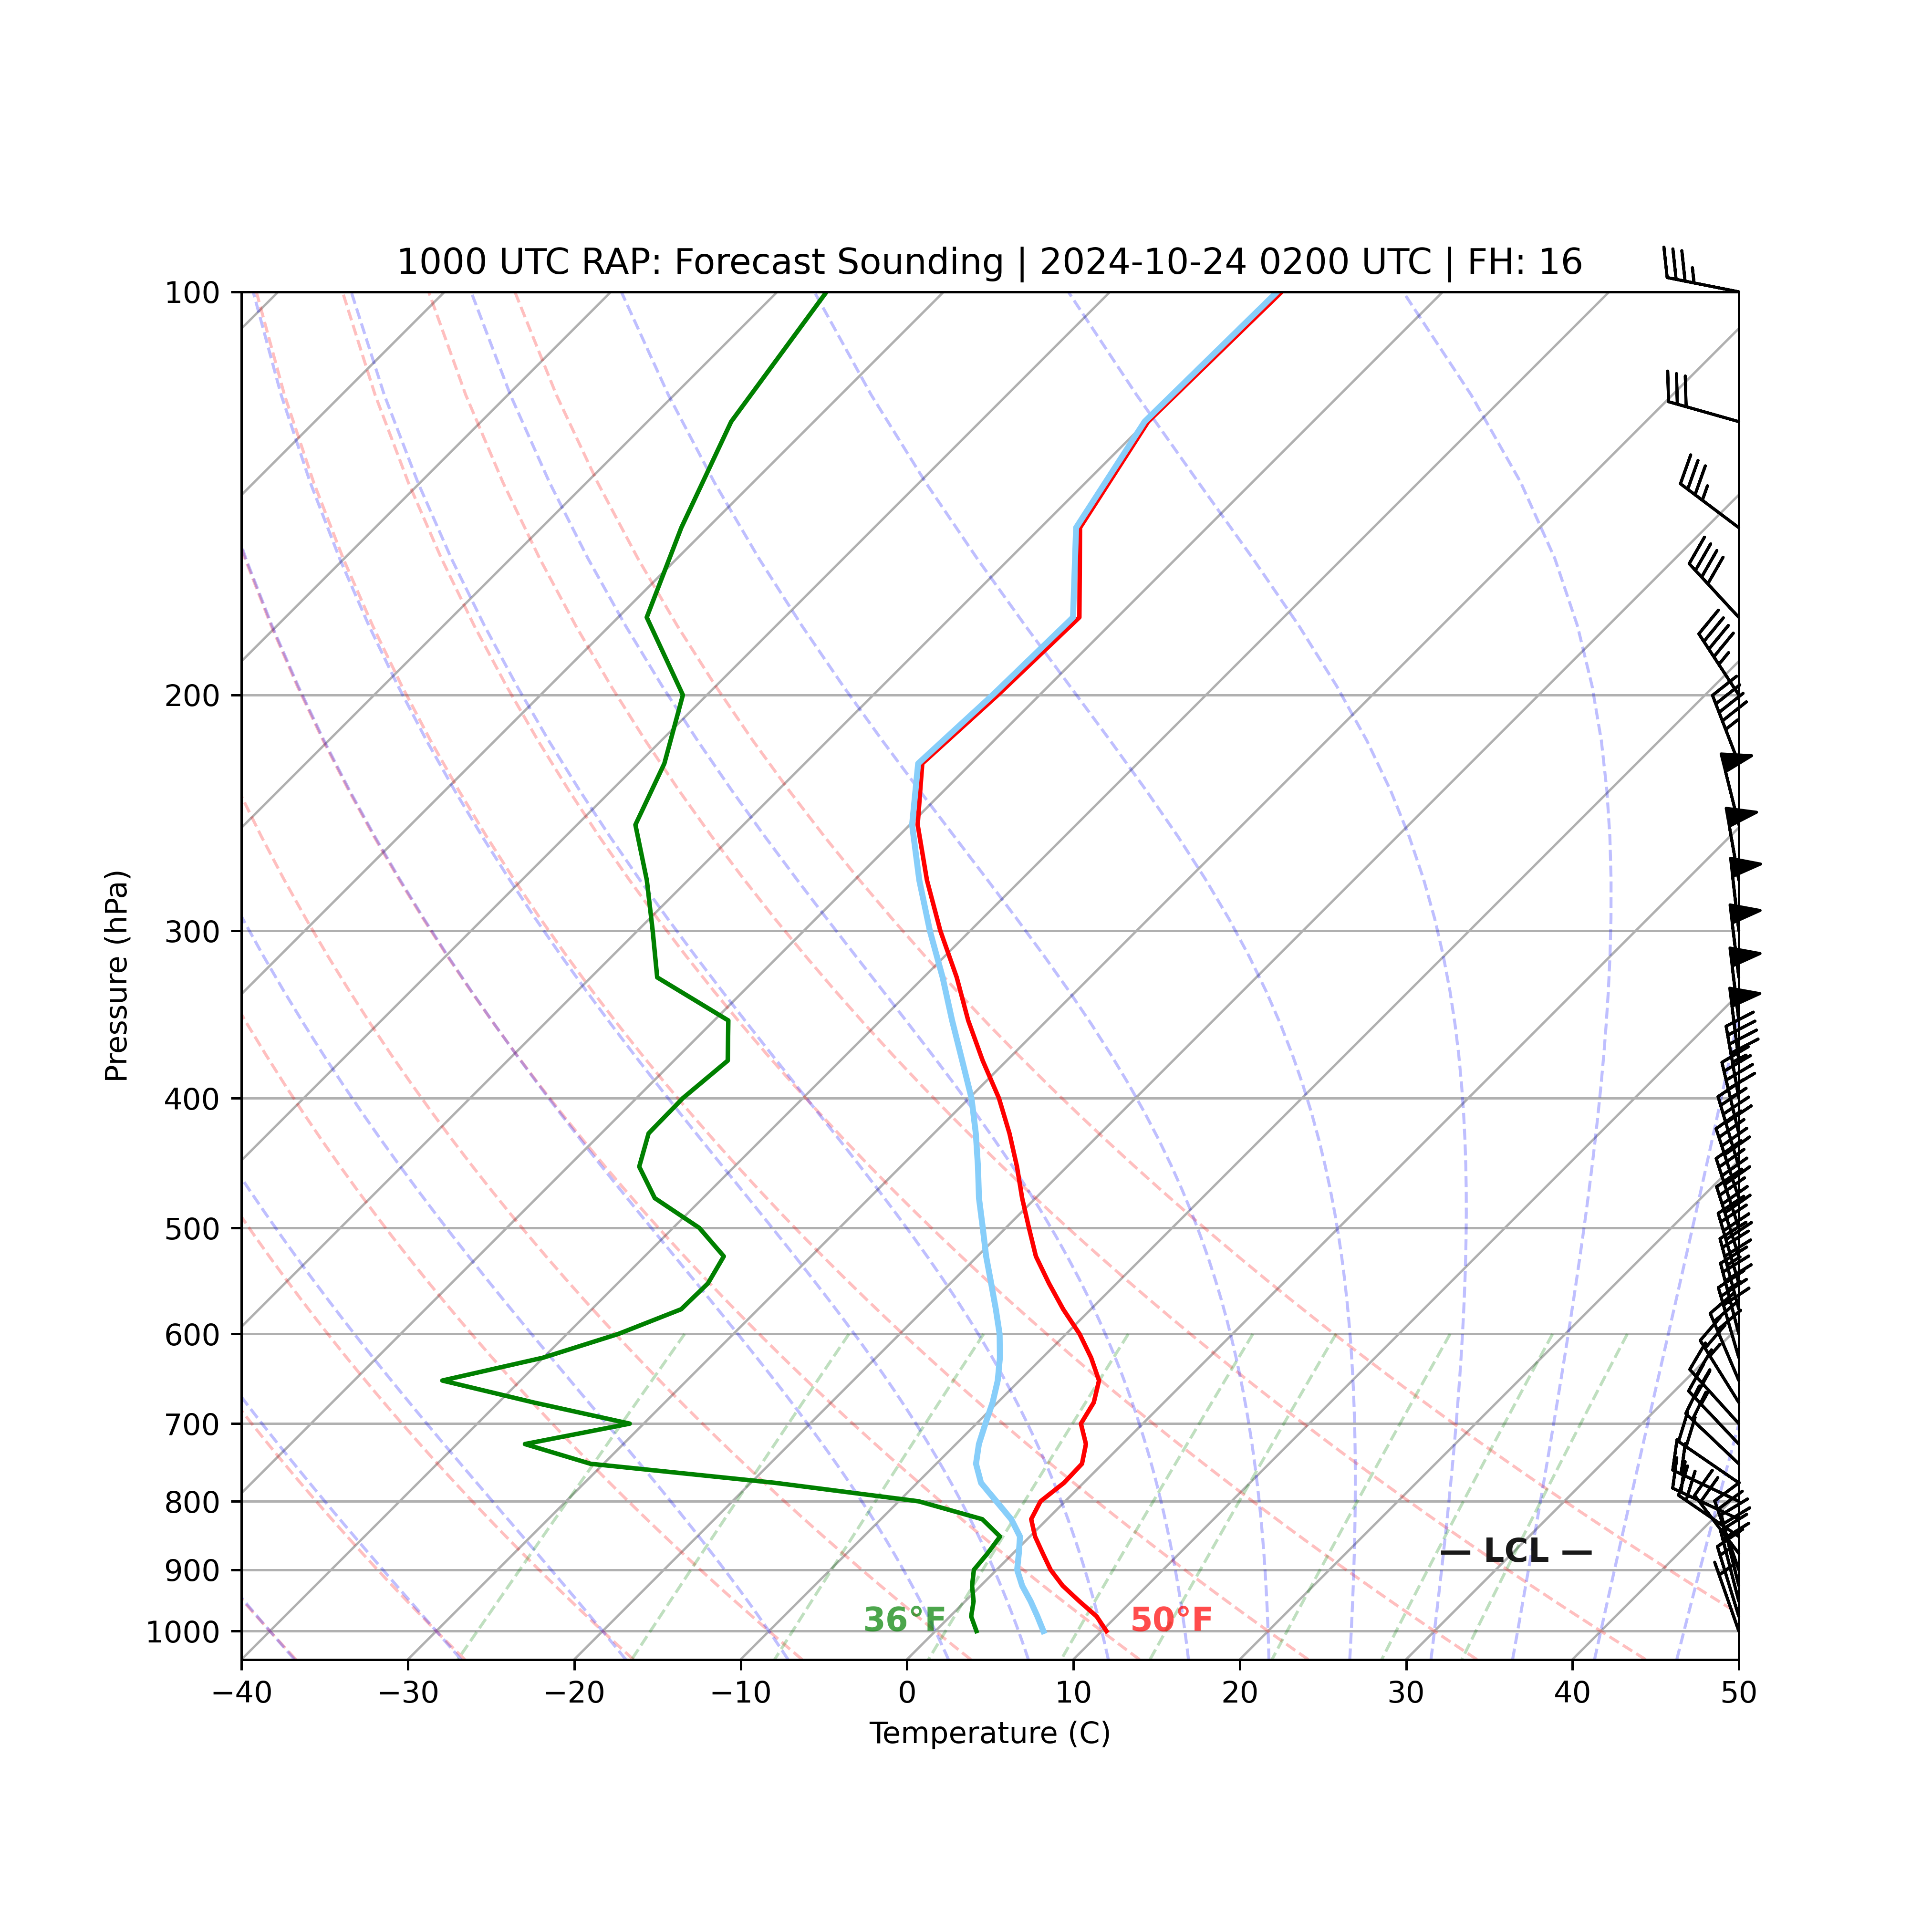 1000 UTC RAP: Forecast Sounding | 2024-10-24 0200 UTC | FH: 16
100
200
300
400
500
600
700
800
900
1000
Pressure (hPa)
— LCL —
36°F
50°F
−40 −30 −20 −10 0 10 20 30 40 50
Temperature (C)